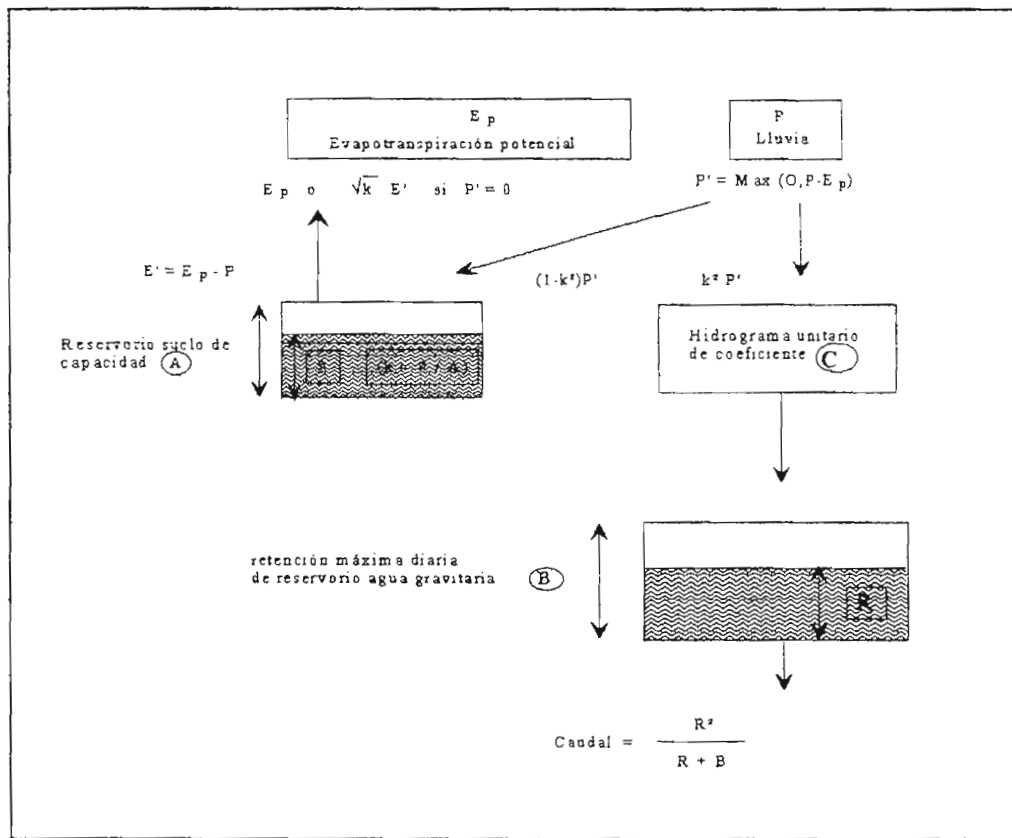 E p
Evapotranspiración potencial
P
Lluvia
E p o √k E' si P' = 0
P' = Max (0, P-E p)
E' = E p - P
(1-k²)P'
k² P'
Reservorio suelo de
capacidad A
Hidrograma unitario
de coeficiente C
retención máxima diaria
de reservorio agua gravitaria B
R
Caudal = R²
R + B